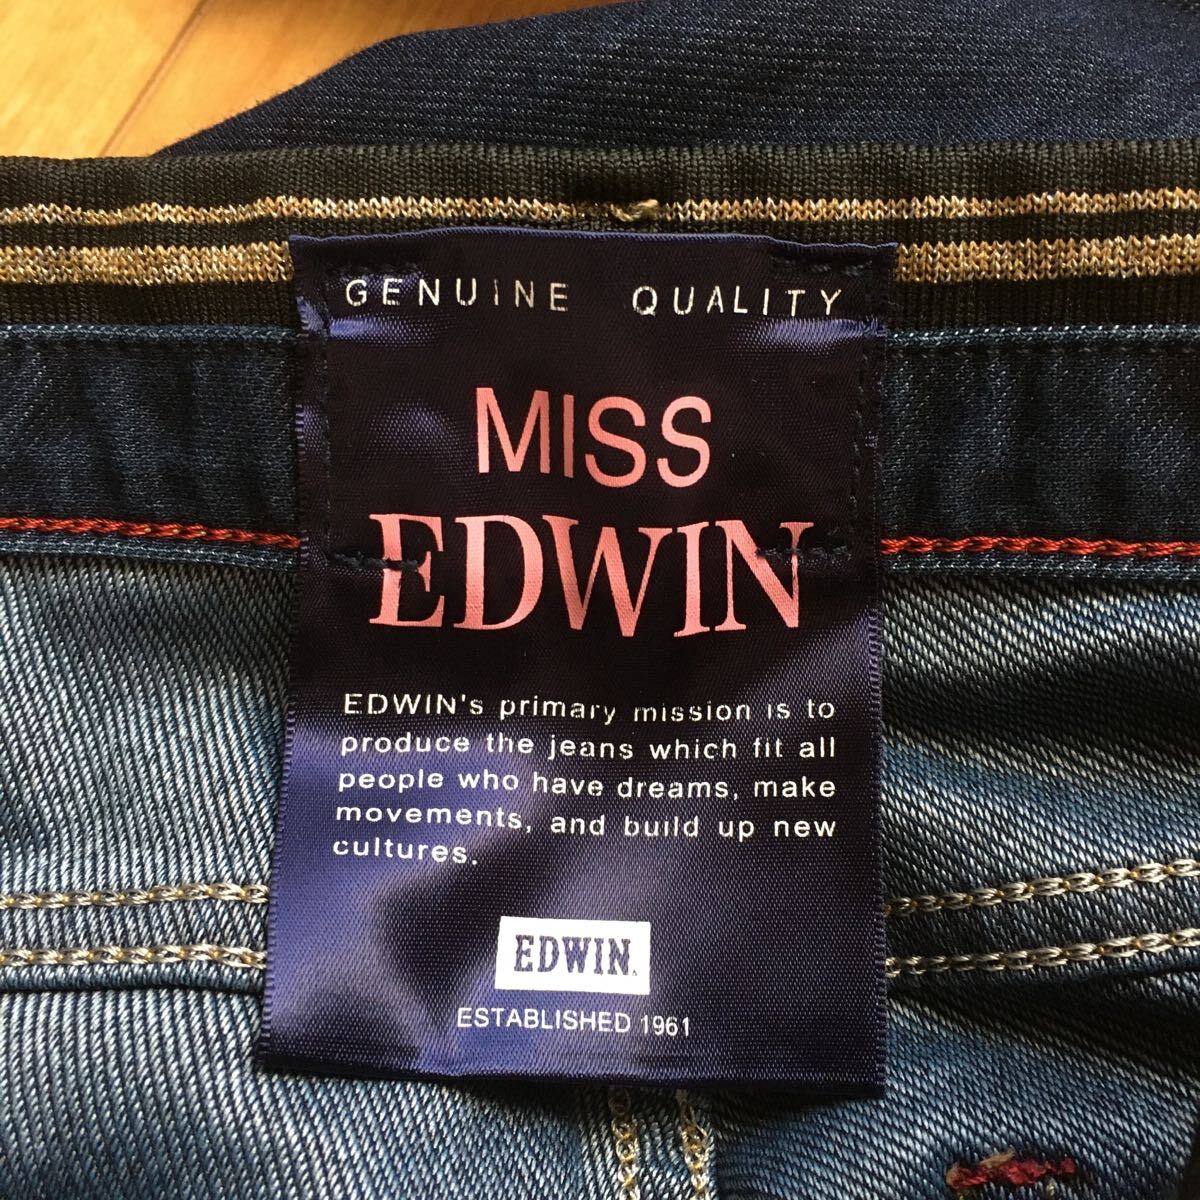 GENUINE QUALITY
MISS
EDWIN
EDWIN's primary mission is to
produce the jeans which fit all
people who have dreams, make
movements, and build up new
cultures.
EDWIN.
ESTABLISHED 1961